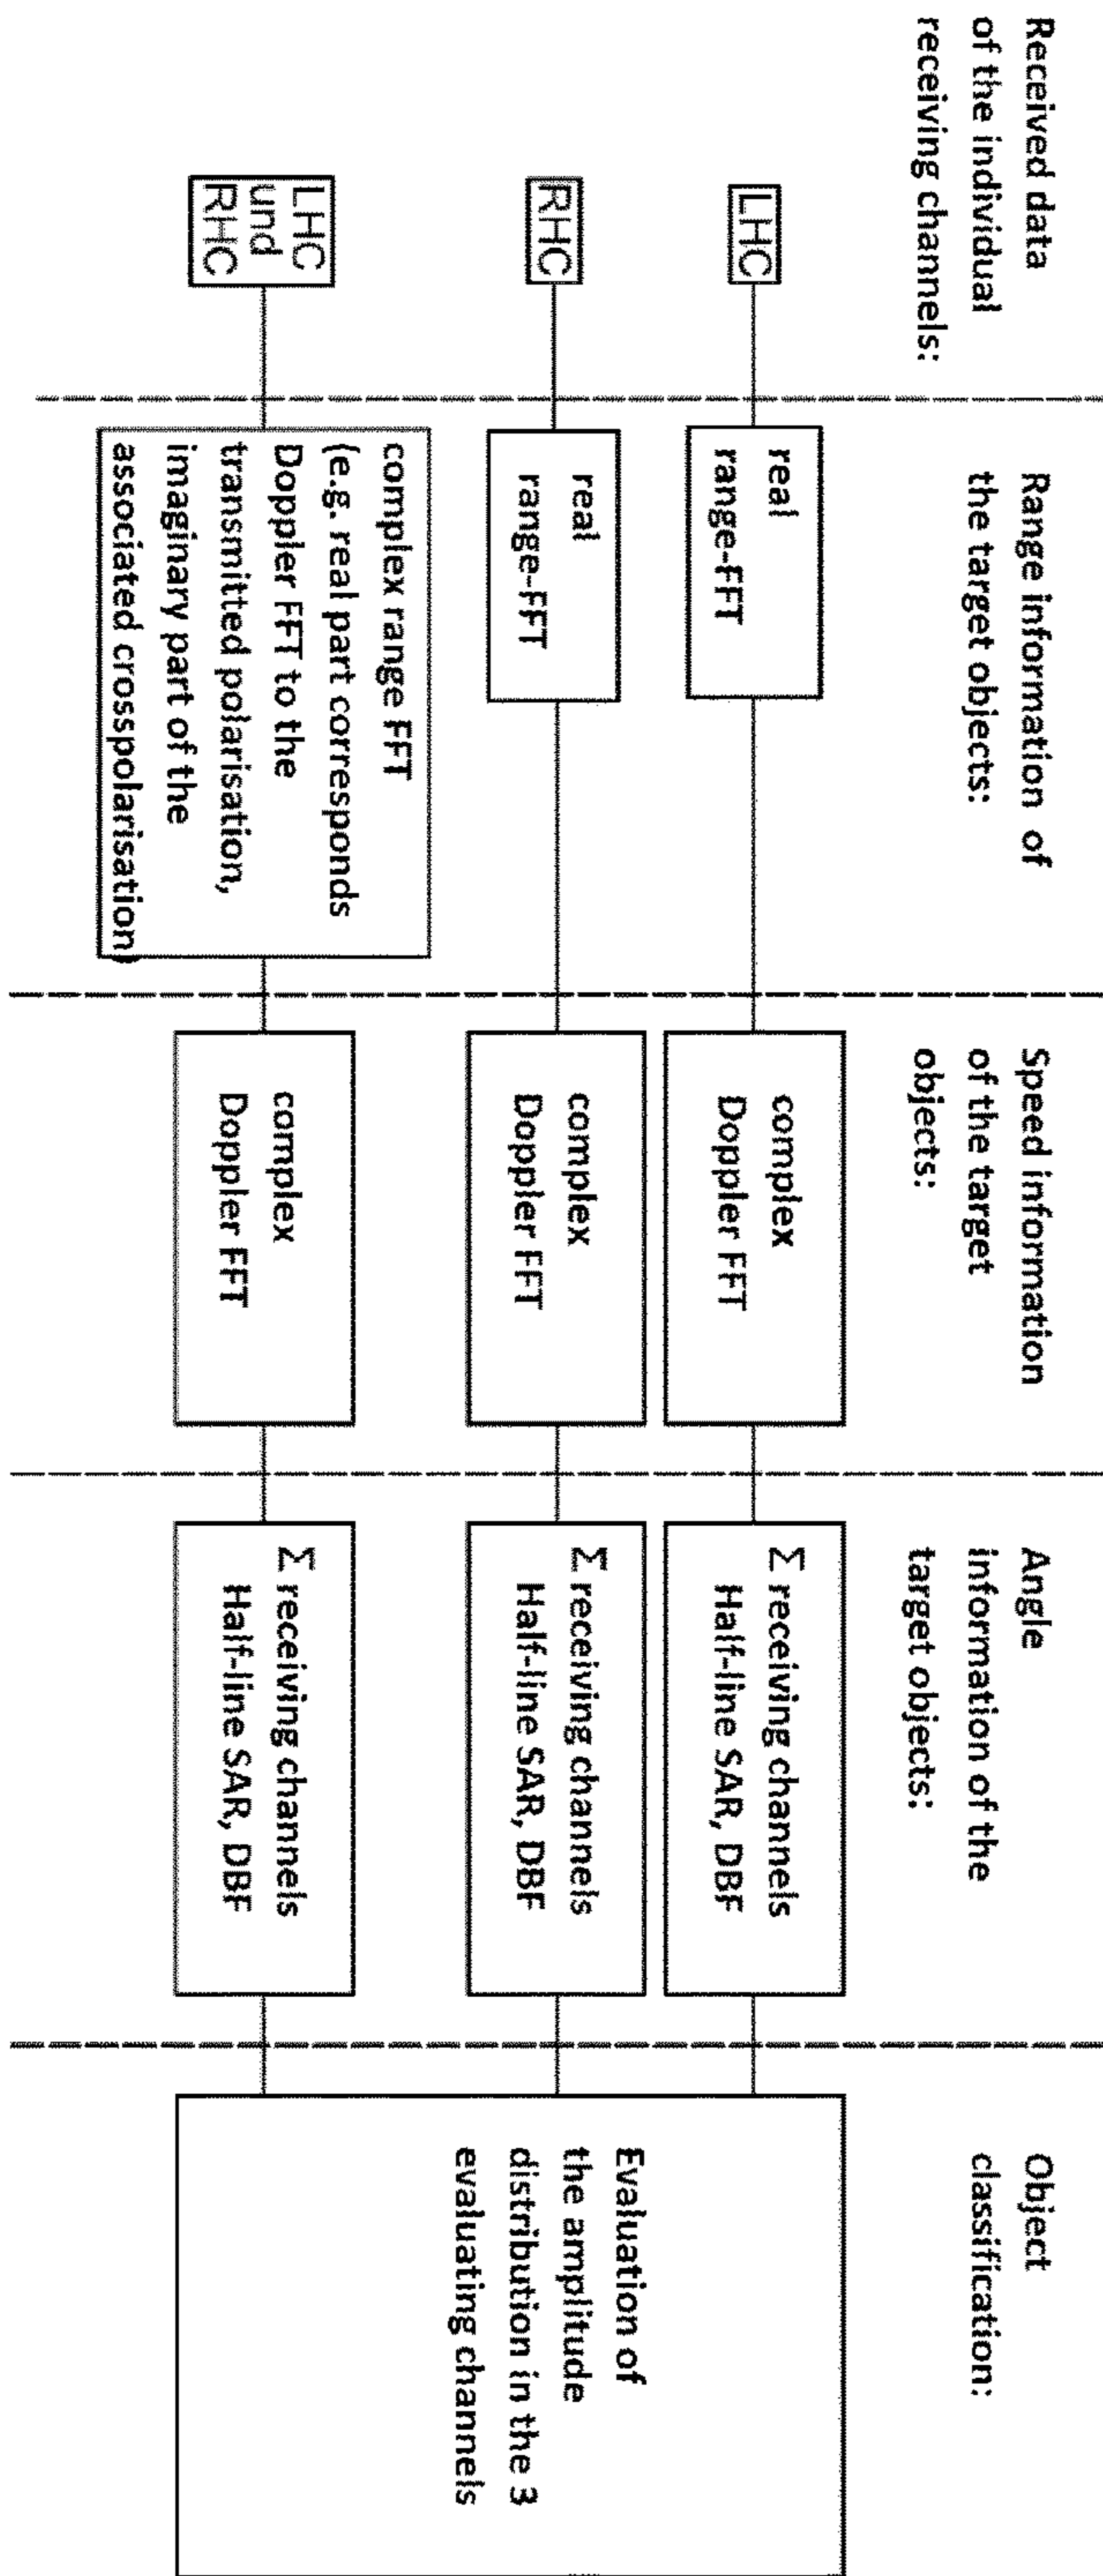 Received data
of the individual
receiving channels:
Range information of
the target objects:
Speed information
of the target
objects:
Angle
information of the
target objects:
Object
classification:
LHC
real
range-FFT
complex
Doppler FFT
Σ receiving channels
Half-line SAR, DBF
RHC
real
range-FFT
complex
Doppler FFT
Σ receiving channels
Half-line SAR, DBF
LHC
und
RHC
complex range FFT
(e.g. real part corresponds
Doppler FFT to the
transmitted polarisation,
imaginary part of the
associated crosspolarisation)
complex
Doppler FFT
Σ receiving channels
Half-line SAR, DBF
Evaluation of
the amplitude
distribution in the 3
evaluating channels